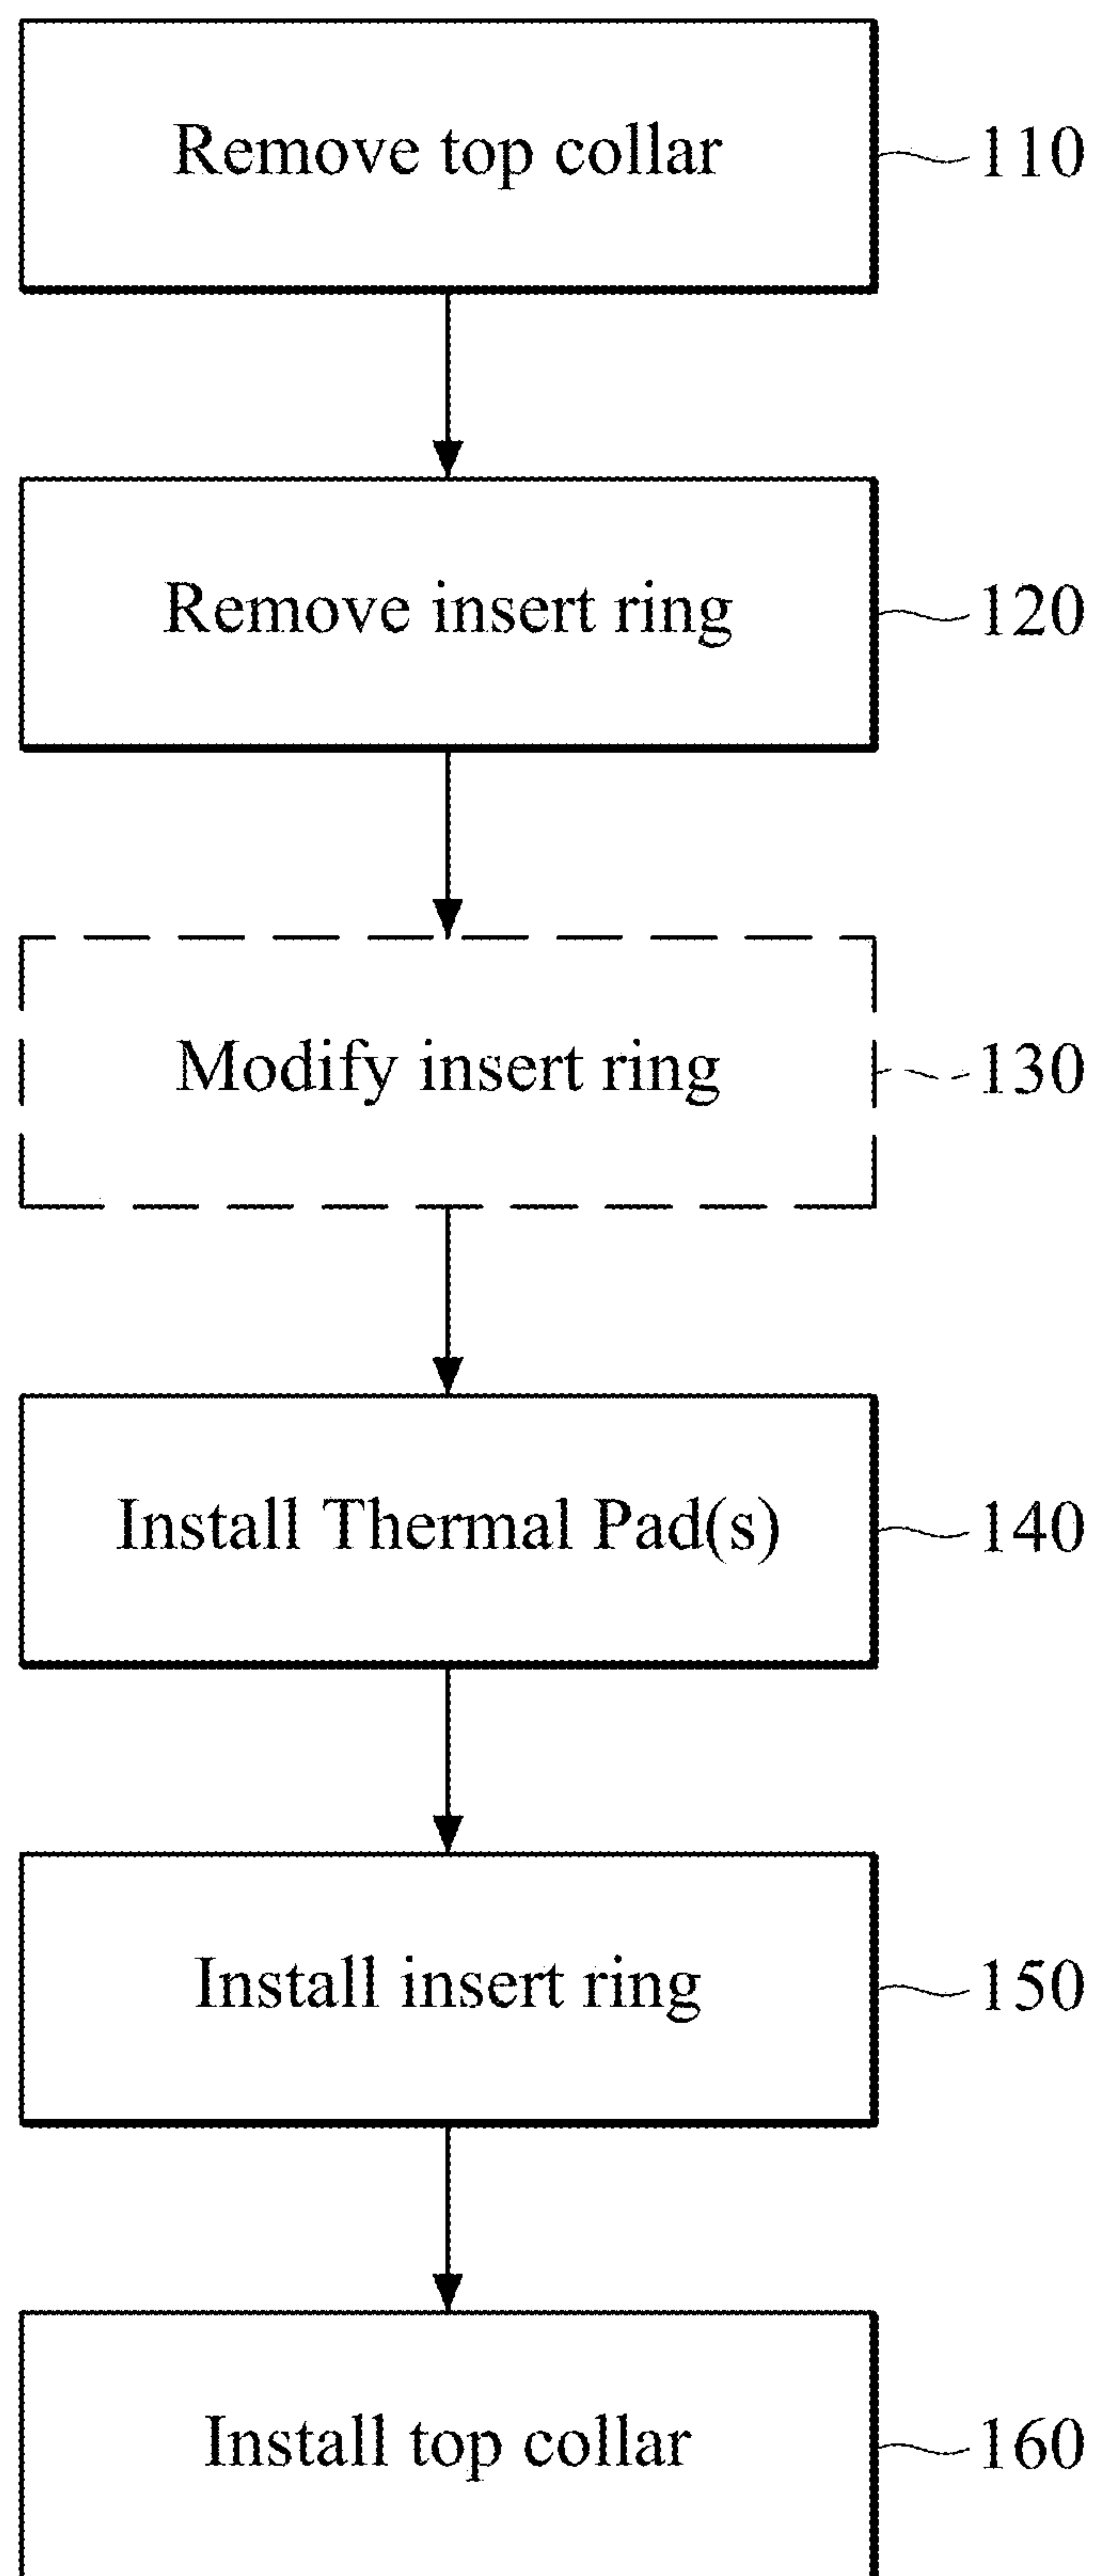 Remove top collar 110
Remove insert ring 120
Modify insert ring 130
Install Thermal Pad(s) 140
Install insert ring 150
Install top collar 160